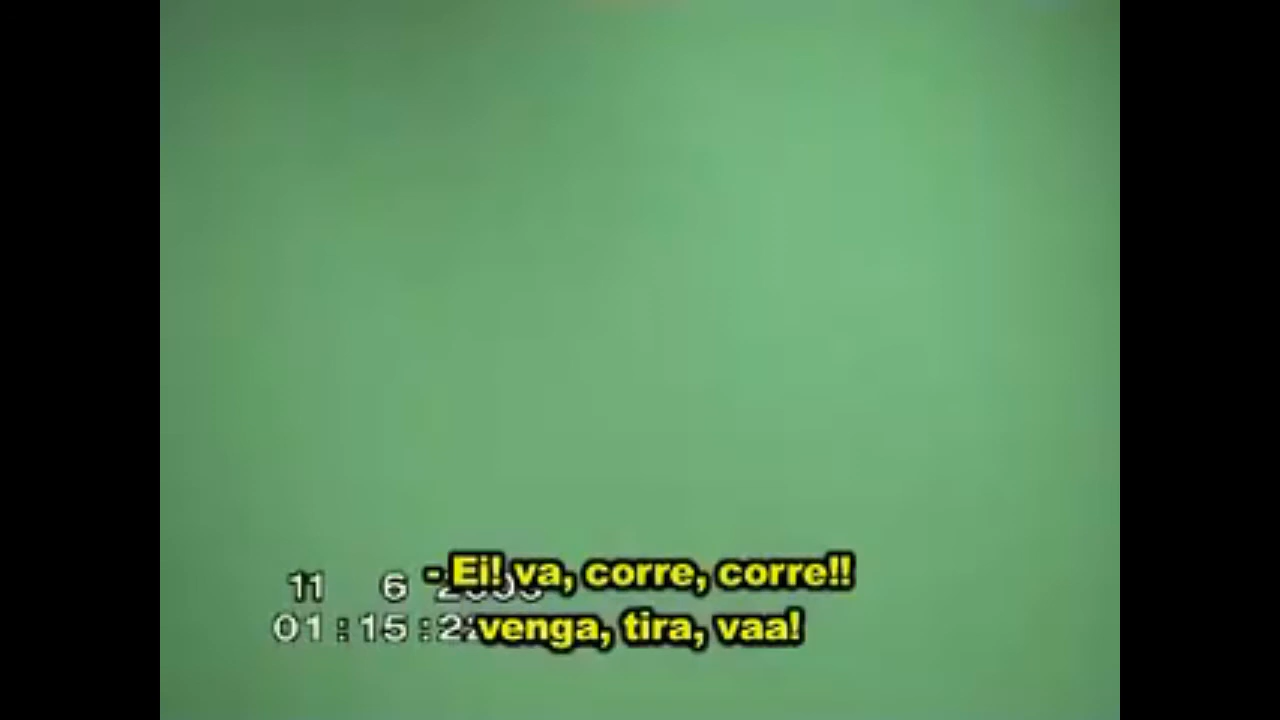 - Ei! va, corre, corre!!
venga, tira, vaa!
11 6
01:15:2